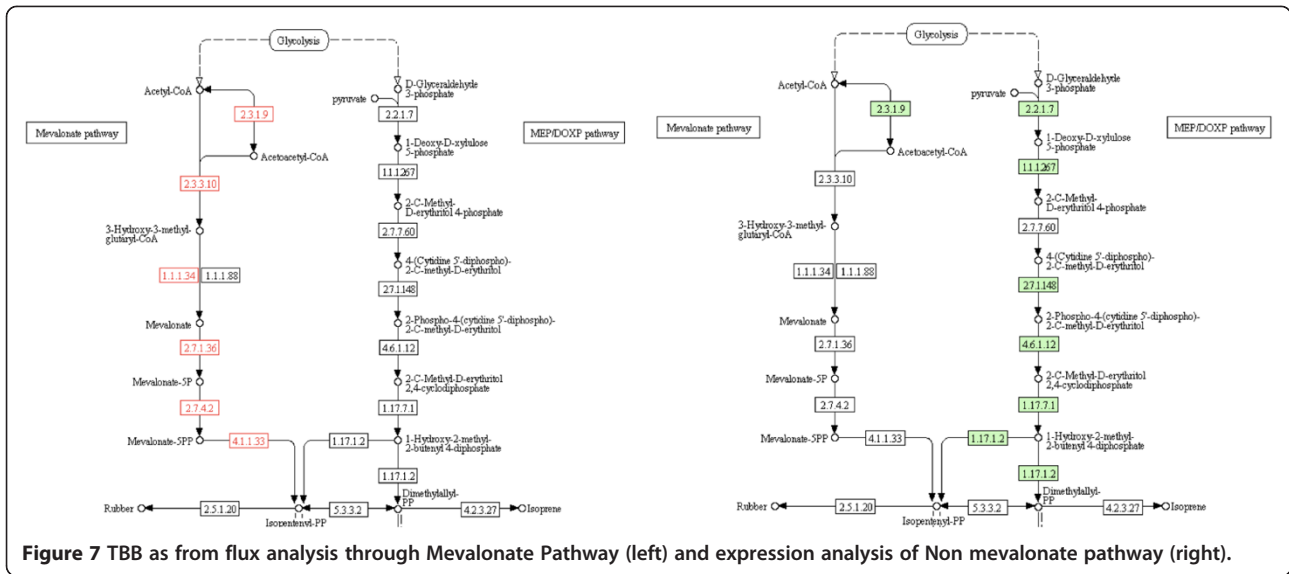 Glycolysis
Acetyl-CoA
D-Glyceraldehyde
3-phosphate
pyruvate
2.3.1.9
2.2.1.7
Mevalonate pathway
MEP/DOXP pathway
1-Deoxy-D-xylulose
5-phosphate
Acetoacetyl-CoA
1.1.1.267
2.3.3.10
2-C-Methyl-
D-erythritol 4-phosphate
3-Hydroxy-3-methyl-
glutaryl-CoA
2.7.7.60
4-(Cytidine 5'-diphospho)-
2-C-methyl-D-erythritol
1.1.1.34
1.1.1.88
2.7.1.148
Mevalonate
2-Phospho-4-(cytidine 5'-diphospho)-
2-C-methyl-D-erythritol
2.7.1.36
4.6.1.12
Mevalonate-5P
2-C-Methyl-D-erythritol
2,4-cyclodiphosphate
2.7.4.2
1.17.7.1
Mevalonate-5PP
4.1.1.33
1.17.1.2
1-Hydroxy-2-methyl-
2-butenyl 4-diphosphate
1.17.1.2
Dimethylallyl-
PP
Rubber
2.5.1.20
5.3.3.2
4.2.3.27
Isoprene
Isopentenyl-PP
Glycolysis
Acetyl-CoA
D-Glyceraldehyde
3-phosphate
pyruvate
2.3.1.9
2.2.1.7
Mevalonate pathway
MEP/DOXP pathway
1-Deoxy-D-xylulose
5-phosphate
Acetoacetyl-CoA
1.1.1.267
2.3.3.10
2-C-Methyl-
D-erythritol 4-phosphate
3-Hydroxy-3-methyl-
glutaryl-CoA
2.7.7.60
4-(Cytidine 5'-diphospho)-
2-C-methyl-D-erythritol
1.1.1.34
1.1.1.88
2.7.1.148
Mevalonate
2-Phospho-4-(cytidine 5'-diphospho)-
2-C-methyl-D-erythritol
2.7.1.36
4.6.1.12
Mevalonate-5P
2-C-Methyl-D-erythritol
2,4-cyclodiphosphate
2.7.4.2
1.17.7.1
Mevalonate-5PP
4.1.1.33
1.17.1.2
1-Hydroxy-2-methyl-
2-butenyl 4-diphosphate
1.17.1.2
Dimethylallyl-
PP
Rubber
2.5.1.20
5.3.3.2
4.2.3.27
Isoprene
Isopentenyl-PP
Figure 7 TBB as from flux analysis through Mevalonate Pathway (left) and expression analysis of Non mevalonate pathway (right).